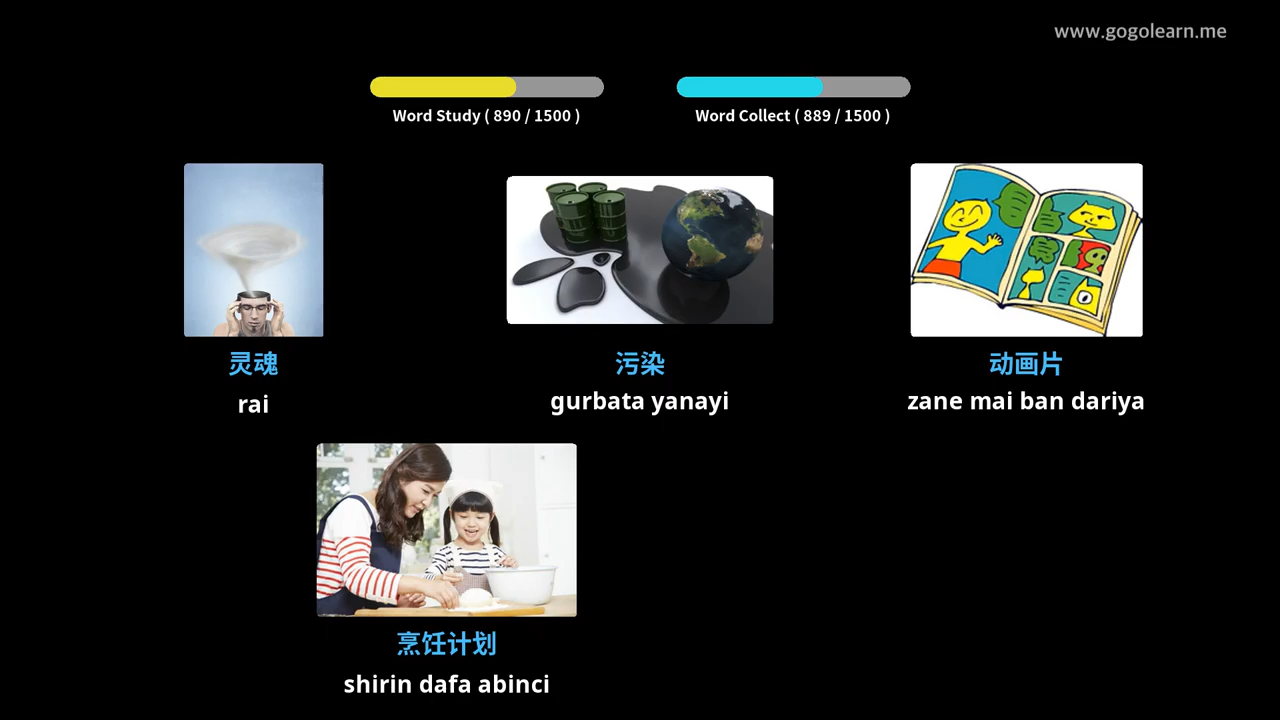 www.gogolearn.me
Word Study ( 890 / 1500 )
Word Collect ( 889 / 1500 )
灵魂
rai
污染
gurbata yanayi
动画片
zane mai ban dariya
烹饪计划
shirin dafa abinci